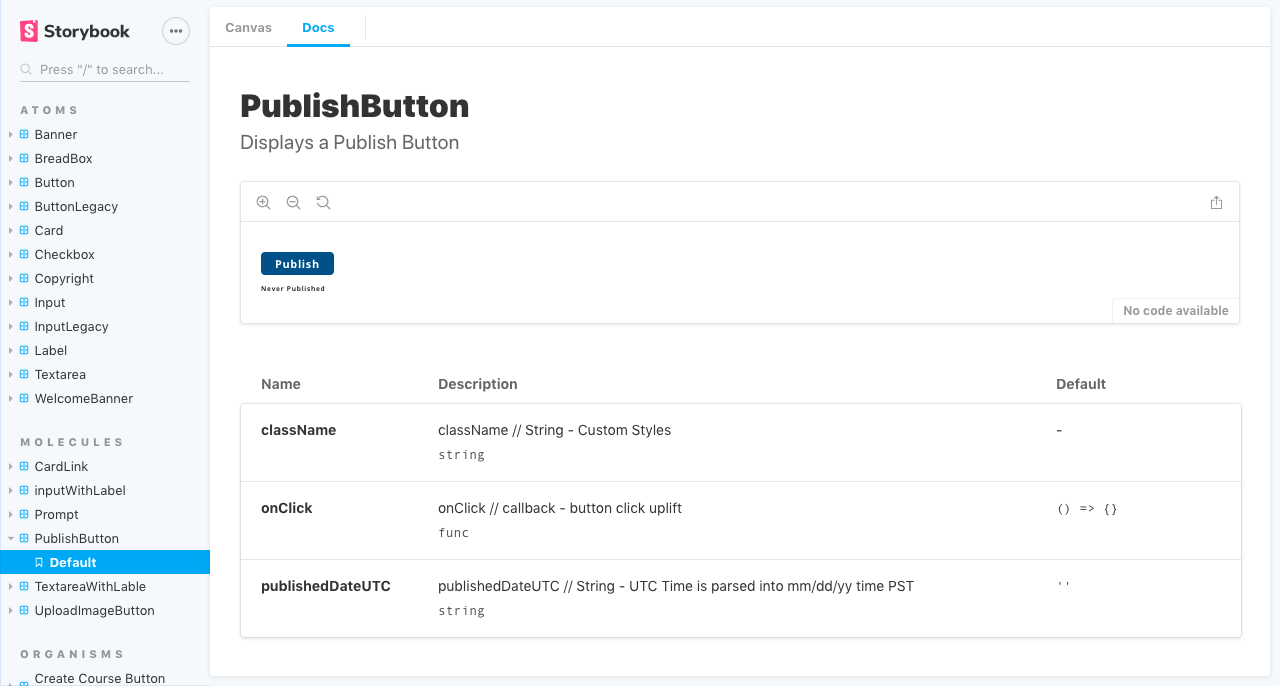 Storybook
Press "/" to search...
ATOMS
Banner
BreadBox
Button
ButtonLegacy
Card
Checkbox
Copyright
Input
InputLegacy
Label
Textarea
WelcomeBanner
MOLECULES
CardLink
inputWithLabel
Prompt
PublishButton
Default
TextareaWithLable
UploadImageButton
ORGANISMS
Create Course Button
Canvas Docs
PublishButton
Displays a Publish Button
Publish
Never Published
No code available
Name Description Default
className className // String - Custom Styles -
string
onClick onClick // callback - button click uplift () => {}
func
publishedDateUTC publishedDateUTC // String - UTC Time is parsed into mm/dd/yy time PST ''
string